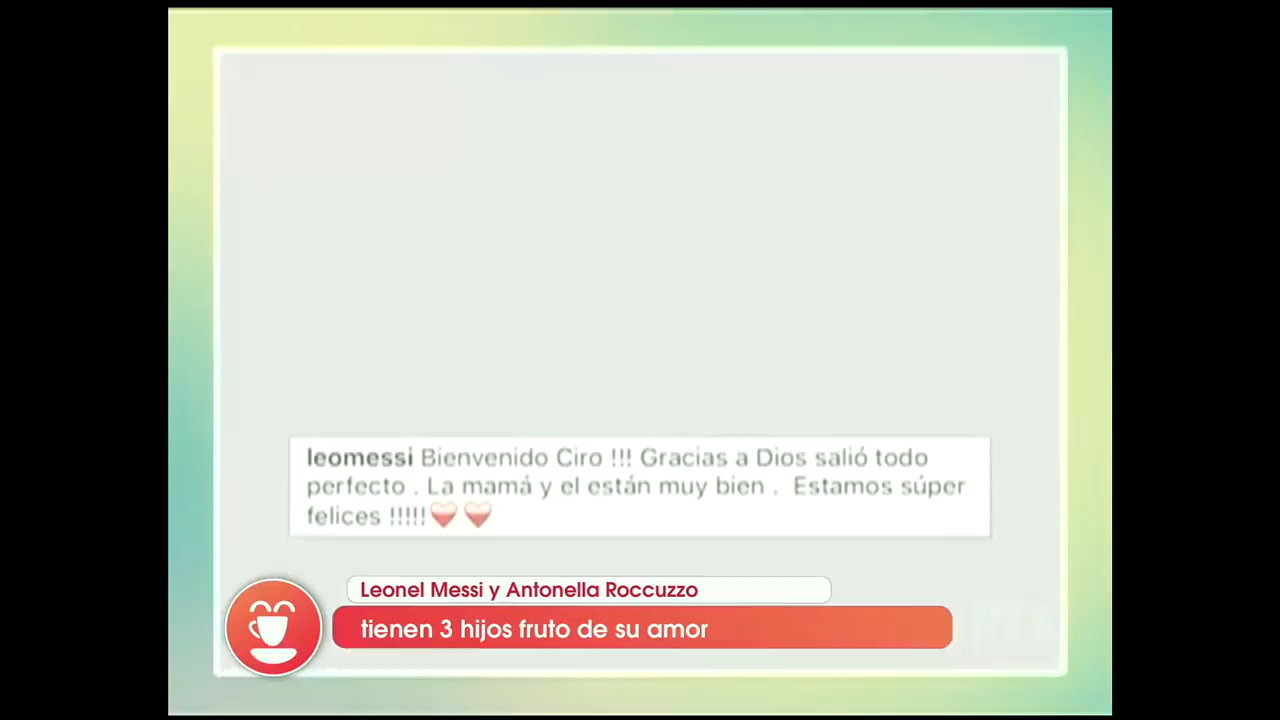 leomessi Bienvenido Ciro !!! Gracias a Dios salió todo
perfecto . La mamá y el están muy bien . Estamos súper
felices !!!!!❤❤
Leonel Messi y Antonella Roccuzzo
tienen 3 hijos fruto de su amor